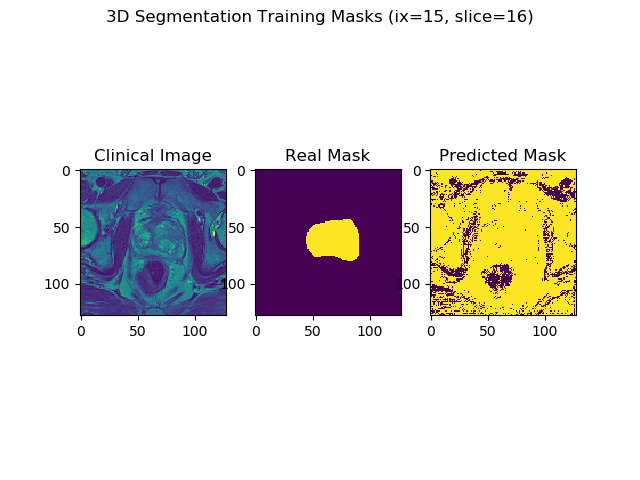 3D Segmentation Training Masks (ix=15, slice=16)
Clinical Image Real Mask Predicted Mask
0 0 0
50 50 50
100 100 100
0 50 100 0 50 100 0 50 100